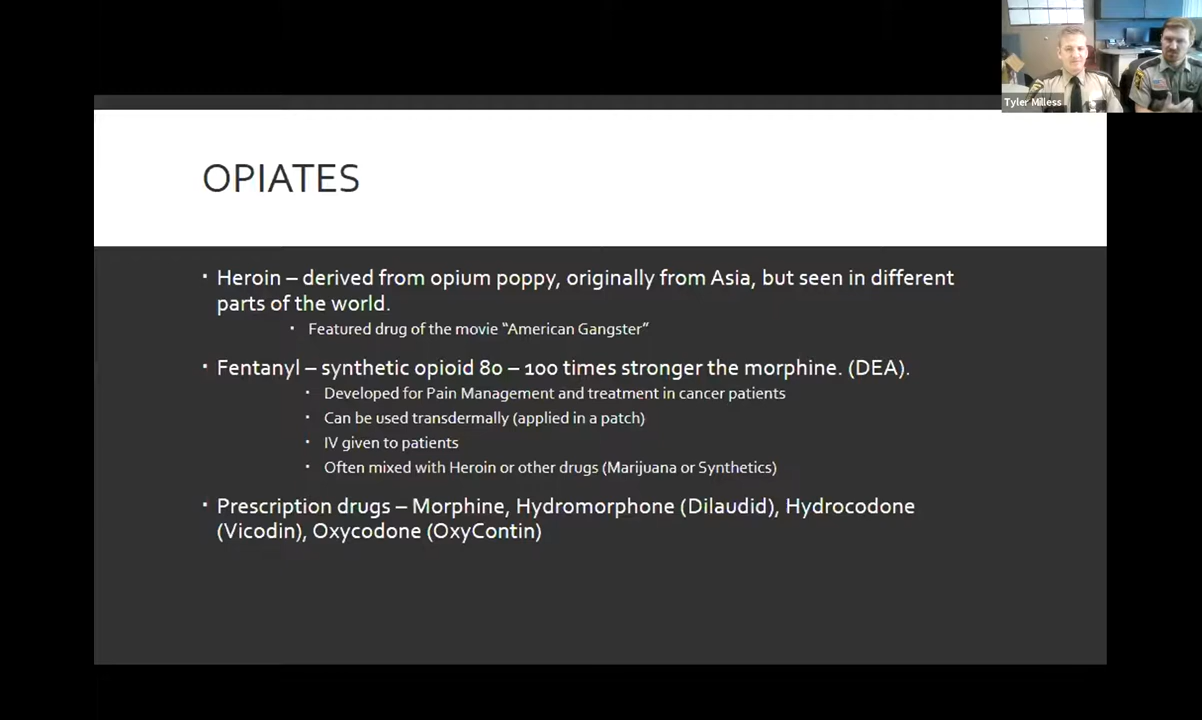 Tyler Milless
OPIATES
▪ Heroin – derived from opium poppy, originally from Asia, but seen in different
parts of the world.
▪ Featured drug of the movie “American Gangster”
▪ Fentanyl – synthetic opioid 80 – 100 times stronger the morphine. (DEA).
▪ Developed for Pain Management and treatment in cancer patients
▪ Can be used transdermally (applied in a patch)
▪ IV given to patients
▪ Often mixed with Heroin or other drugs (Marijuana or Synthetics)
▪ Prescription drugs – Morphine, Hydromorphone (Dilaudid), Hydrocodone
(Vicodin), Oxycodone (OxyContin)